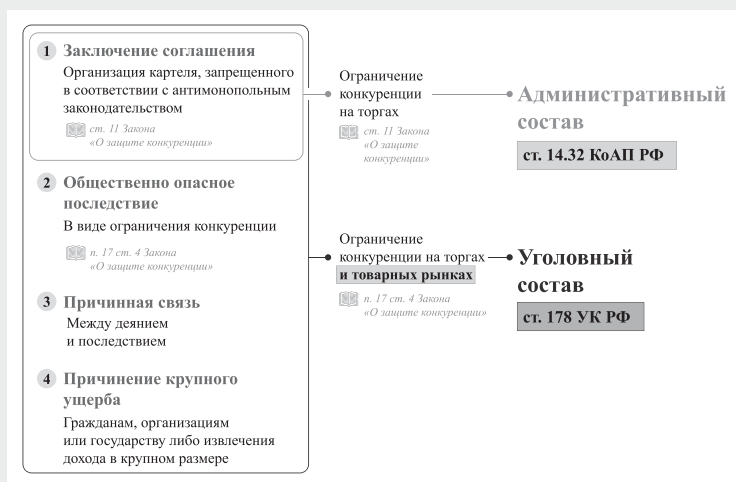 1 Заключение соглашения
Организация картеля, запрещенного
в соответствии с антимонопольным
законодательством
ст. 11 Закона
«О защите конкуренции»
2 Общественно опасное
последствие
В виде ограничения конкуренции
п. 17 ст. 4 Закона
«О защите конкуренции»
3 Причинная связь
Между деянием
и последствием
4 Причинение крупного
ущерба
Гражданам, организациям
или государству либо извлечения
дохода в крупном размере
Ограничение
конкуренции
на торгах
ст. 11 Закона
«О защите
конкуренции»
Административный
состав
ст. 14.32 КоАП РФ
Ограничение
конкуренции на торгах
и товарных рынках
п. 17 ст. 4 Закона
«О защите конкуренции»
Уголовный
состав
ст. 178 УК РФ